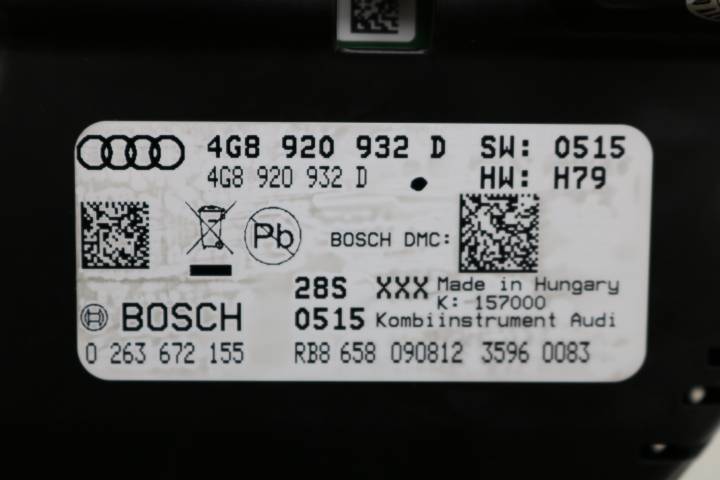 4G8 920 932 D SW: 0515
4G8 920 932 D HW: H79
Pb BOSCH DMC:
28S XXX Made in Hungary
K: 157000
BOSCH 0515 Kombiinstrument Audi
0 263 672 155 RB8 658 090812 3596 0083